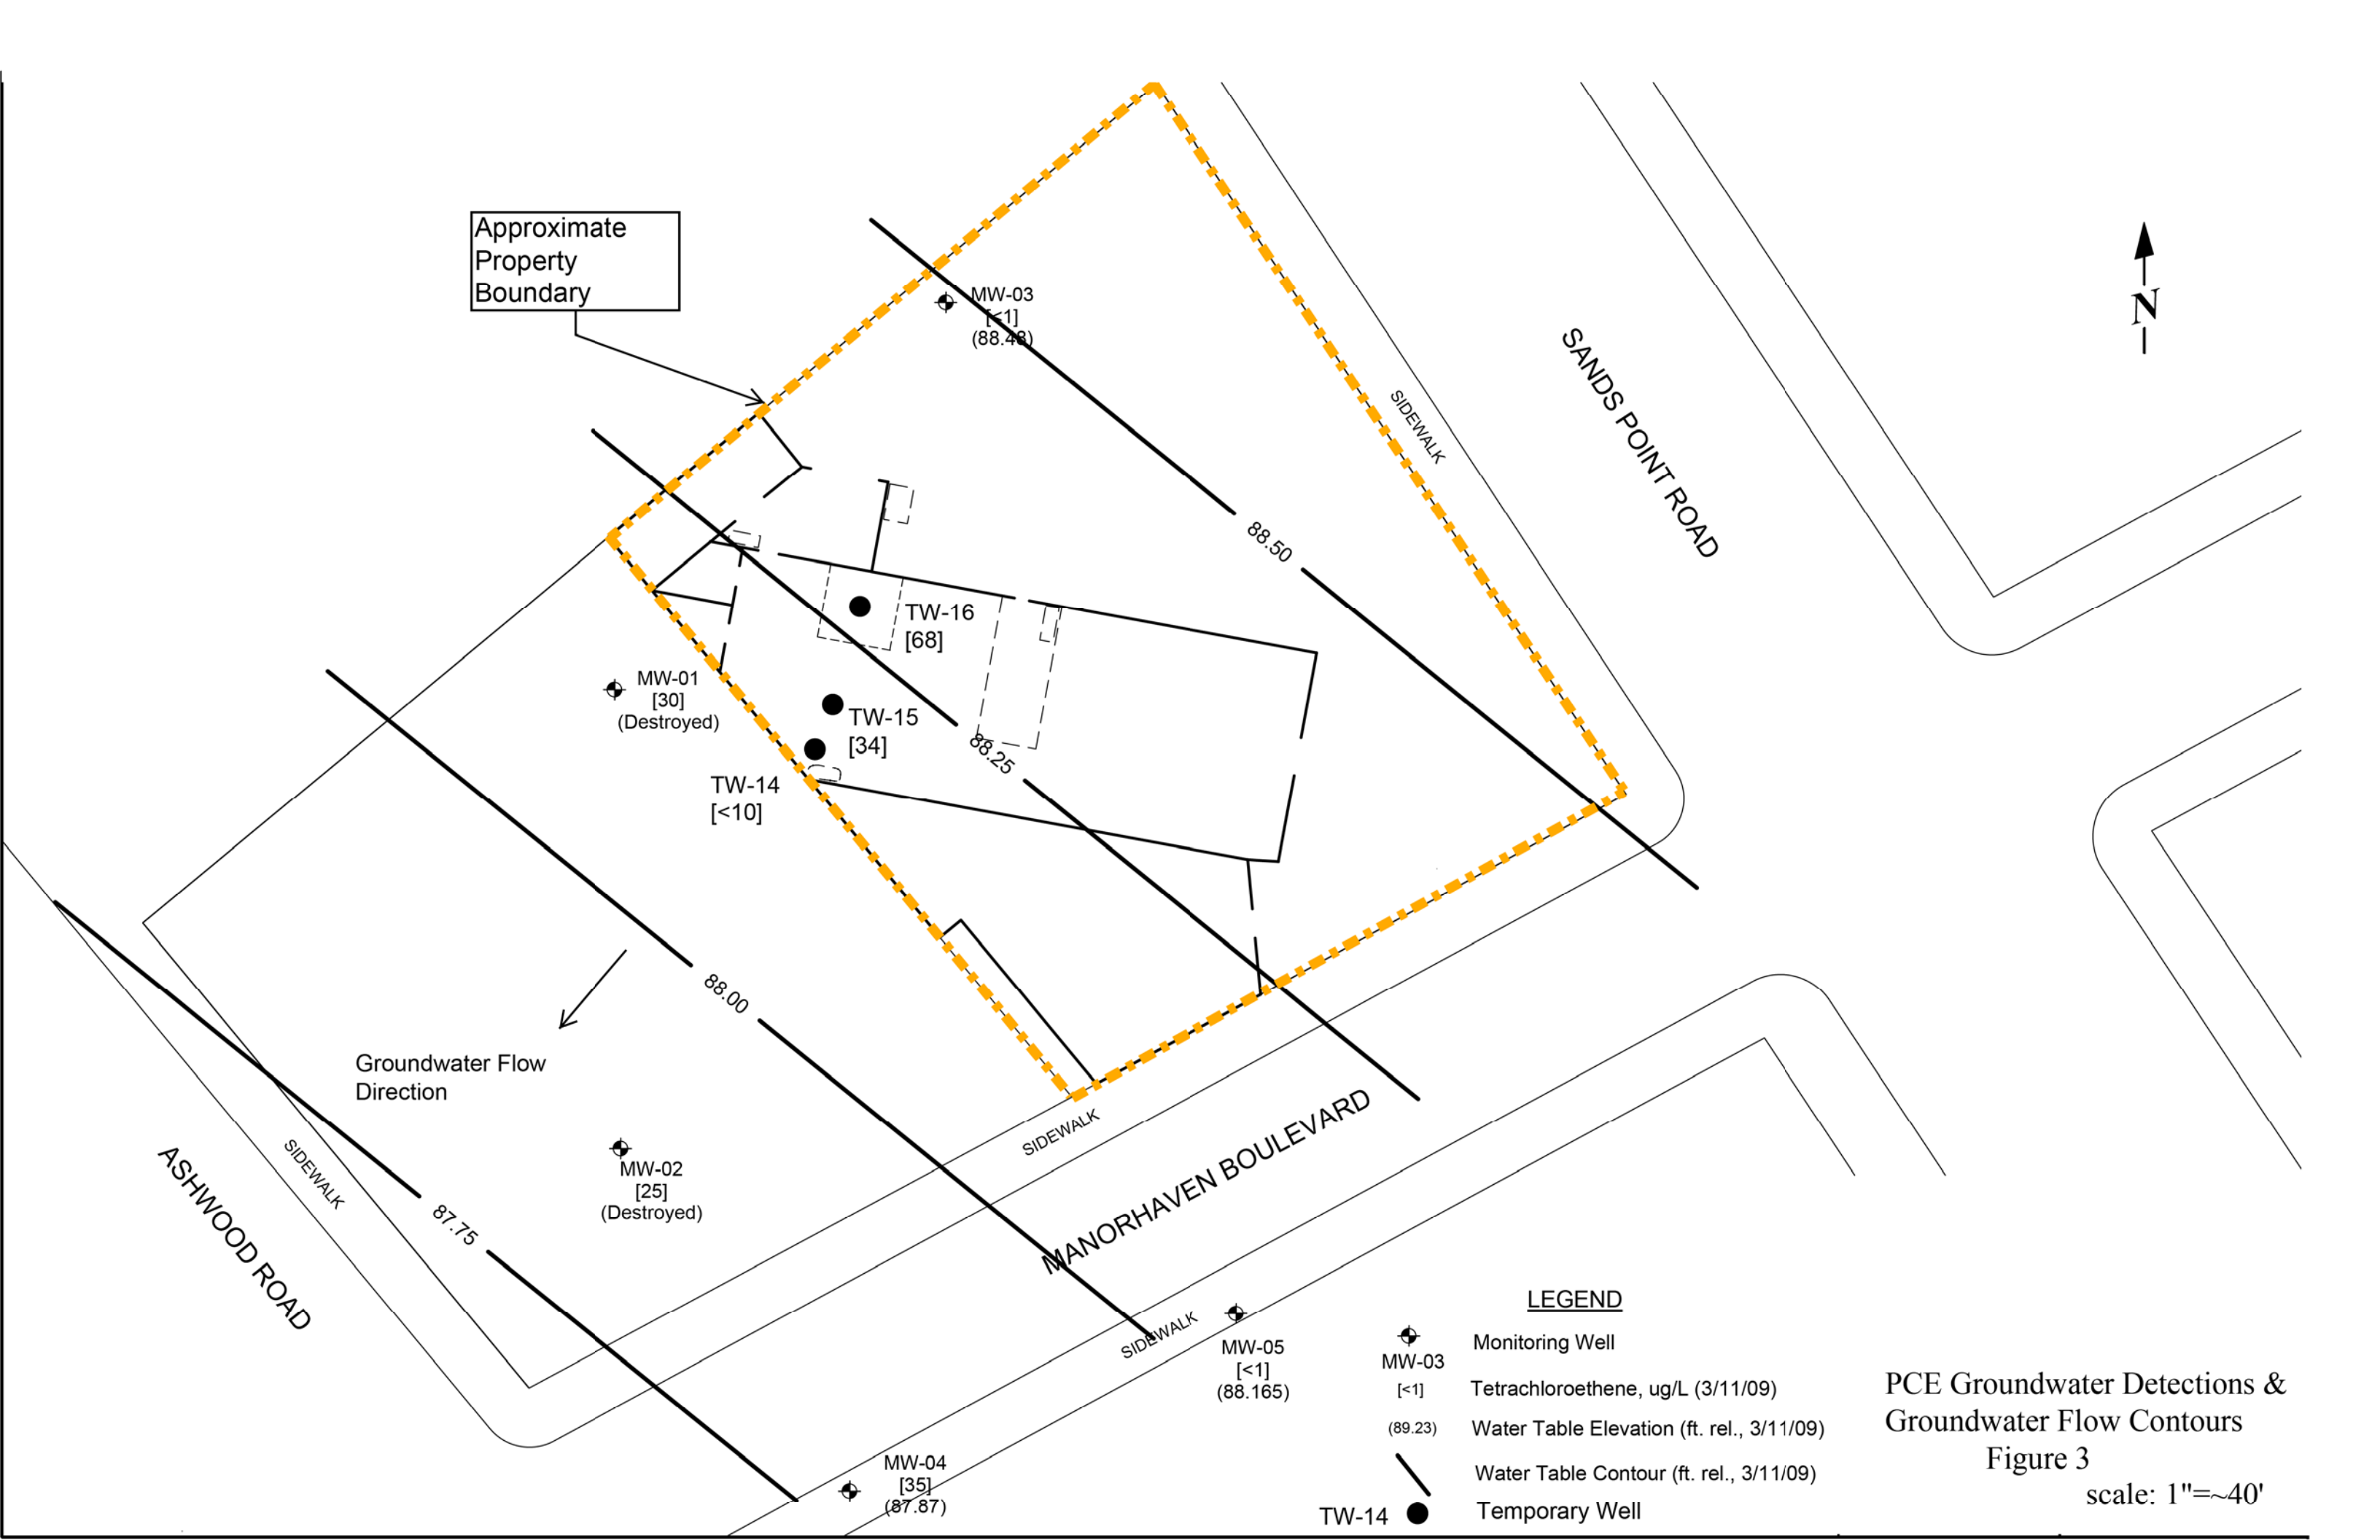 Approximate
Property
Boundary
MW-03
[<1]
(88.48)
N
SANDS POINT ROAD
SIDEWALK
88.50
TW-16
[68]
MW-01
[30]
(Destroyed)
TW-15
[34]
88.25
TW-14
[<10]
88.00
Groundwater Flow
Direction
SIDEWALK
MANORHAVEN BOULEVARD
ASHWOOD ROAD
SIDEWALK
MW-02
[25]
(Destroyed)
87.75
SIDEWALK
MW-05
[<1]
(88.165)
MW-04
[35]
(87.87)
LEGEND
Monitoring Well
MW-03
[<1]
Tetrachloroethene, ug/L (3/11/09)
(89.23)
Water Table Elevation (ft. rel., 3/11/09)
Water Table Contour (ft. rel., 3/11/09)
TW-14
Temporary Well
PCE Groundwater Detections &
Groundwater Flow Contours
Figure 3
scale: 1"=~40'